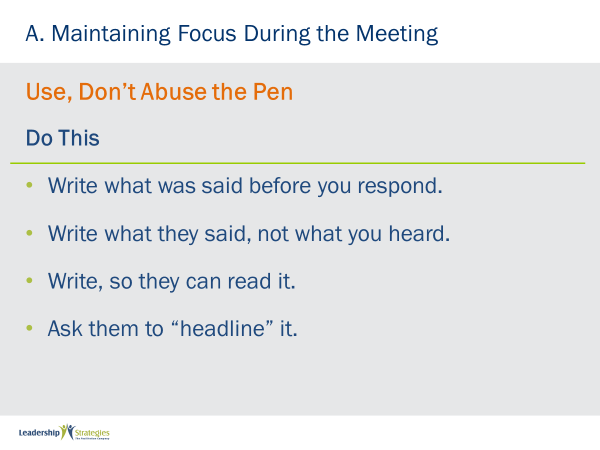 A. Maintaining Focus During the Meeting
Use, Don’t Abuse the Pen
Do This
• Write what was said before you respond.
• Write what they said, not what you heard.
• Write, so they can read it.
• Ask them to “headline” it.
Leadership Strategies
The Facilitation Company